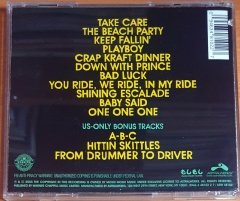 TAKE CARE
THE BEACH PARTY
KEEP FALLIN'
PLAYBOY
CRAP KRAFT DINNER
DOWN WITH PRINCE
BAD LUCK
YOU RIDE, WE RIDE, IN MY RIDE
SHINING ESCALADE
BABY SAID
ONE ONE ONE
US-ONLY BONUS TRACKS
A-B-C
HITTIN SKITTLES
FROM DRUMMER TO DRIVER